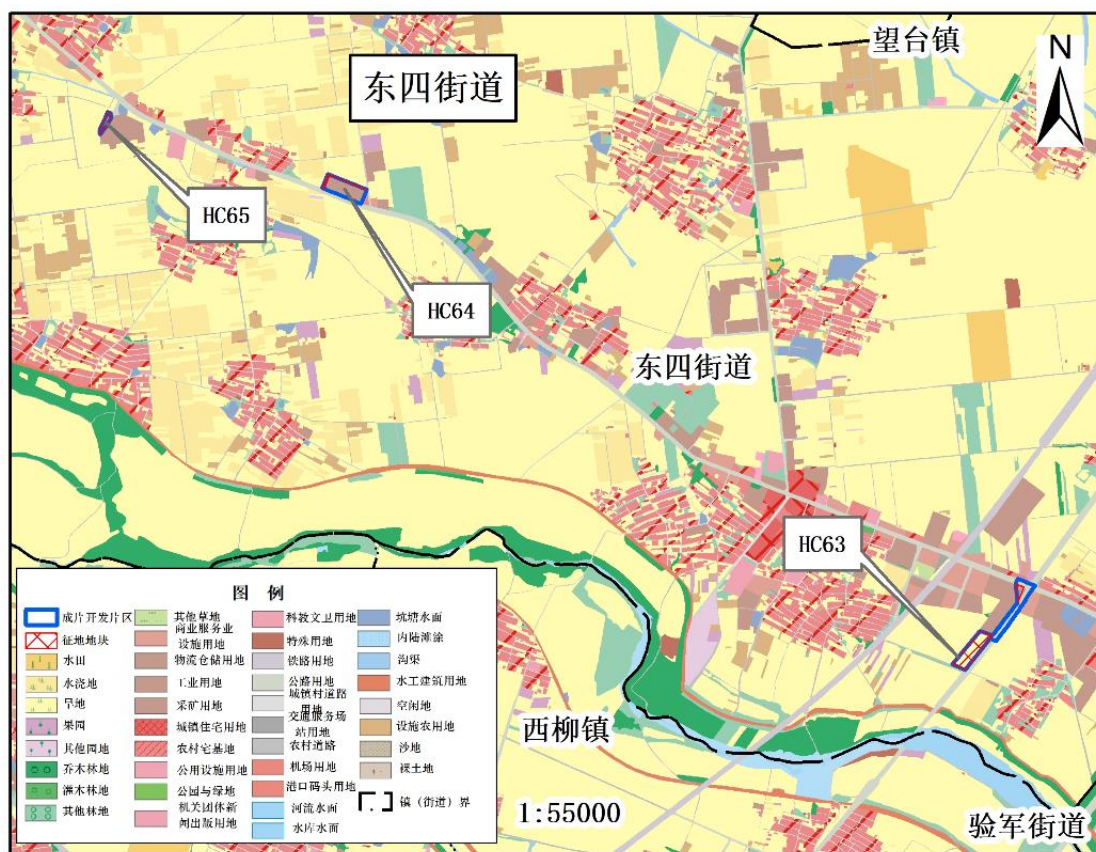 望台镇
N
东四街道
HC65
HC64
东四街道
HC63
西柳镇
1:55000
验军街道
图 例
成片开发片区
征地地块
水田
水浇地
旱地
果园
其他园地
乔木林地
灌木林地
其他林地
其他草地
商业服务业
设施用地
物流仓储用地
工业用地
采矿用地
城镇住宅用地
农村宅基地
公用设施用地
公园与绿地
机关团体新
闻出版用地
科教文卫用地
特殊用地
铁路用地
公路用地
城镇村道路
用地
交通服务场
站用地
农村道路
机场用地
港口码头用地
河流水面
水库水面
坑塘水面
内陆滩涂
沟渠
水工建筑用地
空闲地
设施农用地
沙地
裸土地
镇（街道）界